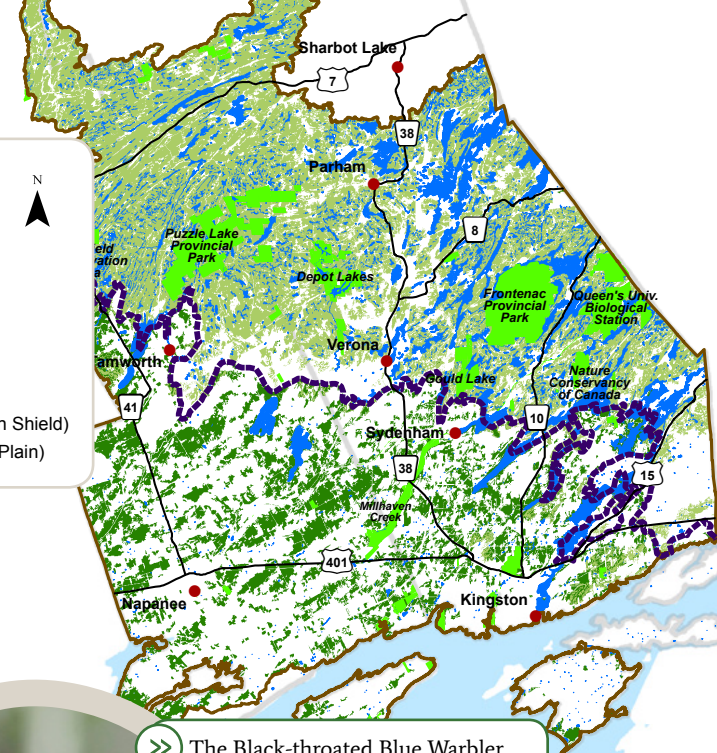 Sharbot Lake
7
38
N
Parham
8
Puzzle Lake
Provincial
Park
eld
ation
a
Depot Lakes
Frontenac
Provincial
Park
Queen's Univ.
Biological
Station
Verona
Tamworth
Gould Lake
Nature
Conservancy
of Canada
41
n Shield)
Plain)
10
Sydenham
38
15
Millhaven
Creek
401
Napanee
Kingston
The Black-throated Blue Warbler